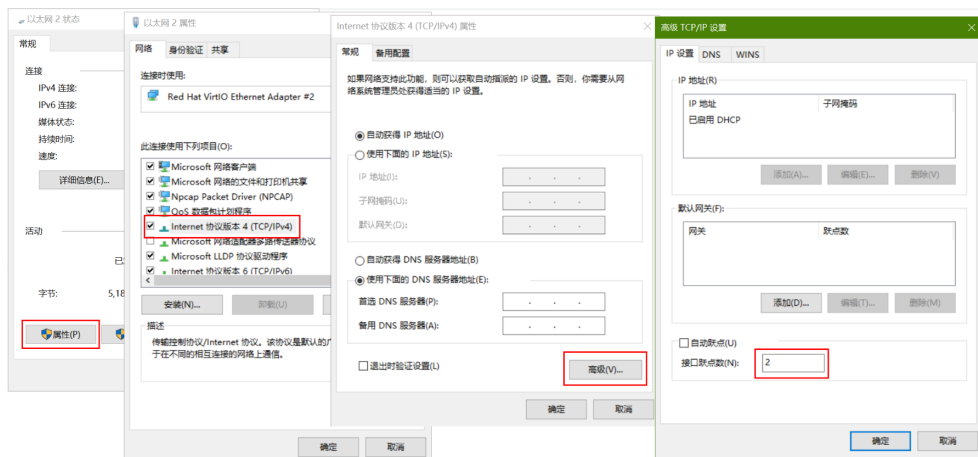 以太网 2 状态
常规
连接
IPv4 连接:
IPv6 连接:
媒体状态:
持续时间:
速度:
详细信息(E)...
活动
字节:
5,18
属性(P)
以太网 2 属性
网络
身份验证
共享
连接时使用:
Red Hat VirtIO Ethernet Adapter #2
此连接使用下列项目(O):
Microsoft 网络客户端
Microsoft 网络的文件和打印机共享
Npcap Packet Driver (NPCAP)
QoS 数据包计划程序
Internet 协议版本 4 (TCP/IPv4)
Microsoft 网络适配器多路传送器协议
Microsoft LLDP 协议驱动程序
Internet 协议版本 6 (TCP/IPv6)
安装(N)...
卸载(U)
描述
传输控制协议/Internet 协议。该协议是默认的
于在不同的相互连接的网络上通信。
确定
取消
Internet 协议版本 4 (TCP/IPv4) 属性
常规
备用配置
如果网络支持此功能，则可以获取自动指派的 IP 设置。否则，你需要从网
络系统管理员处获得适当的 IP 设置。
自动获得 IP 地址(O)
使用下面的 IP 地址(S):
IP 地址(I):
子网掩码(U):
默认网关(D):
自动获得 DNS 服务器地址(B)
使用下面的 DNS 服务器地址(E):
首选 DNS 服务器(P):
备用 DNS 服务器(A):
退出时验证设置(L)
高级(V)...
确定
取消
高级 TCP/IP 设置
IP 设置
DNS
WINS
IP 地址(R)
IP 地址
子网掩码
已启用 DHCP
添加(A)...
编辑(E)...
删除(V)
默认网关(F):
网关
跃点数
添加(D)...
编辑(T)...
删除(M)
自动跃点(U)
接口跃点数(N):
2
确定
取消